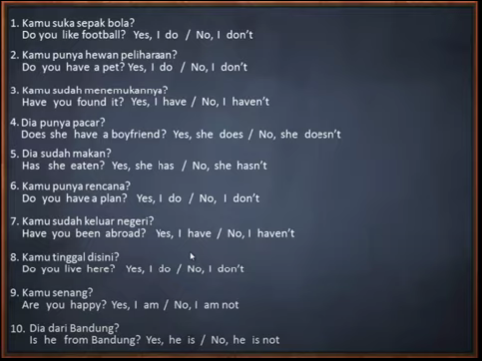 1. Kamu suka sepak bola?
Do you like football? Yes, I do / No, I don't
2. Kamu punya hewan peliharaan?
Do you have a pet? Yes, I do / No, I don't
3. Kamu sudah menemukannya?
Have you found it? Yes, I have / No, I haven't
4. Dia punya pacar?
Does she have a boyfriend? Yes, she does / No, she doesn't
5. Dia sudah makan?
Has she eaten? Yes, she has / No, she hasn't
6. Kamu punya rencana?
Do you have a plan? Yes, I do / No, I don't
7. Kamu sudah keluar negeri?
Have you been abroad? Yes, I have / No, I haven't
8. Kamu tinggal disini?
Do you live here? Yes, I do / No, I don't
9. Kamu senang?
Are you happy? Yes, I am / No, I am not
10. Dia dari Bandung?
Is he from Bandung? Yes, he is / No, he is not